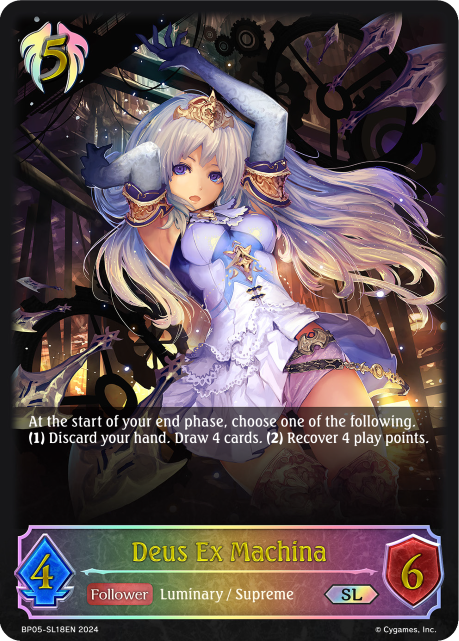 5
At the start of your end phase, choose one of the following.
(1) Discard your hand. Draw 4 cards. (2) Recover 4 play points.
Deus Ex Machina
4
6
Follower Luminary / Supreme SL
BP05-SL18EN 2024 © Cygames, Inc.